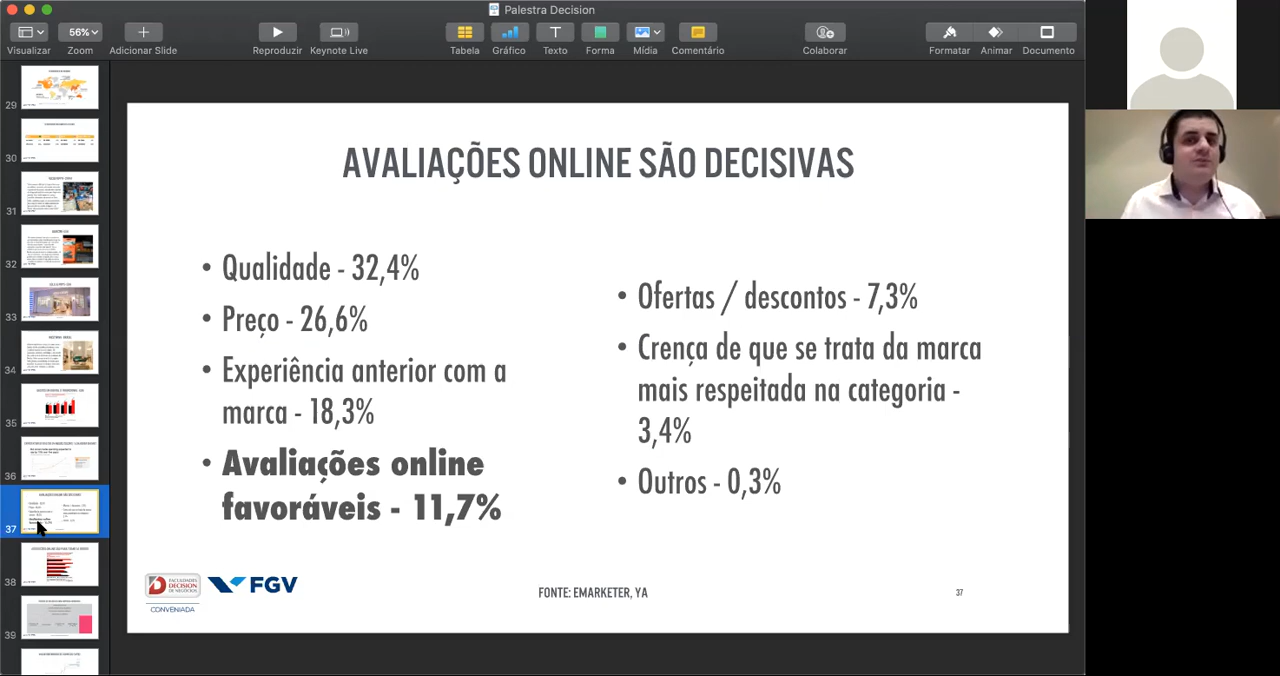 Palestra Decision
56%
Visualizar
Zoom
Adicionar Slide
Reproduzir
Keynote Live
Tabela
Gráfico
Texto
Forma
Mídia
Comentário
Colaborar
Formatar
Animar
Documento
29
30
31
32
33
34
35
36
37
38
39
AVALIAÇÕES ONLINE SÃO DECISIVAS
• Qualidade - 32,4%
• Preço - 26,6%
• Experiência anterior com a
marca - 18,3%
• Avaliações online
favoráveis - 11,7%
• Ofertas / descontos - 7,3%
• Crença de que se trata da marca
mais respeitada na categoria -
3,4%
• Outros - 0,3%
FACULDADES
DECISION
DE NEGÓCIOS
CONVENIADA
FGV
FONTE: EMARKETER, YA
37